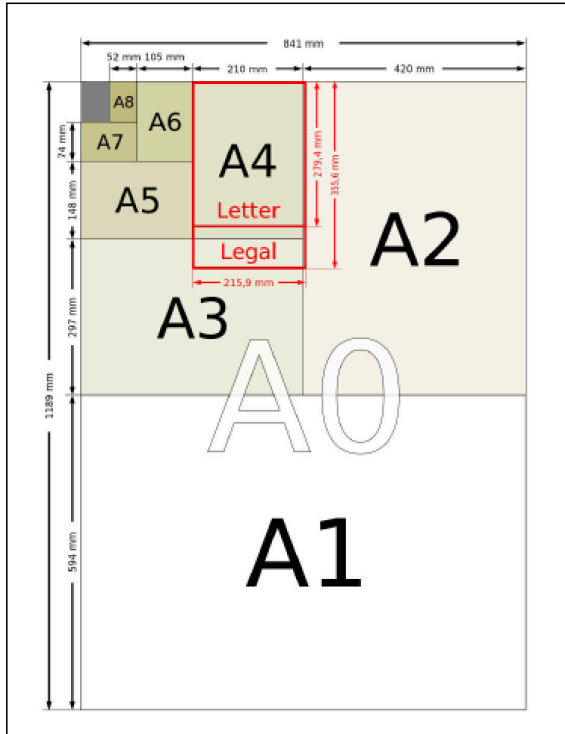 841 mm
52 mm 105 mm
210 mm
420 mm
A8
A6
A7
A4
74 mm
279,4 mm
355,6 mm
A5
148 mm
Letter
Legal
A2
215,9 mm
A3
297 mm
A0
1189 mm
A1
594 mm